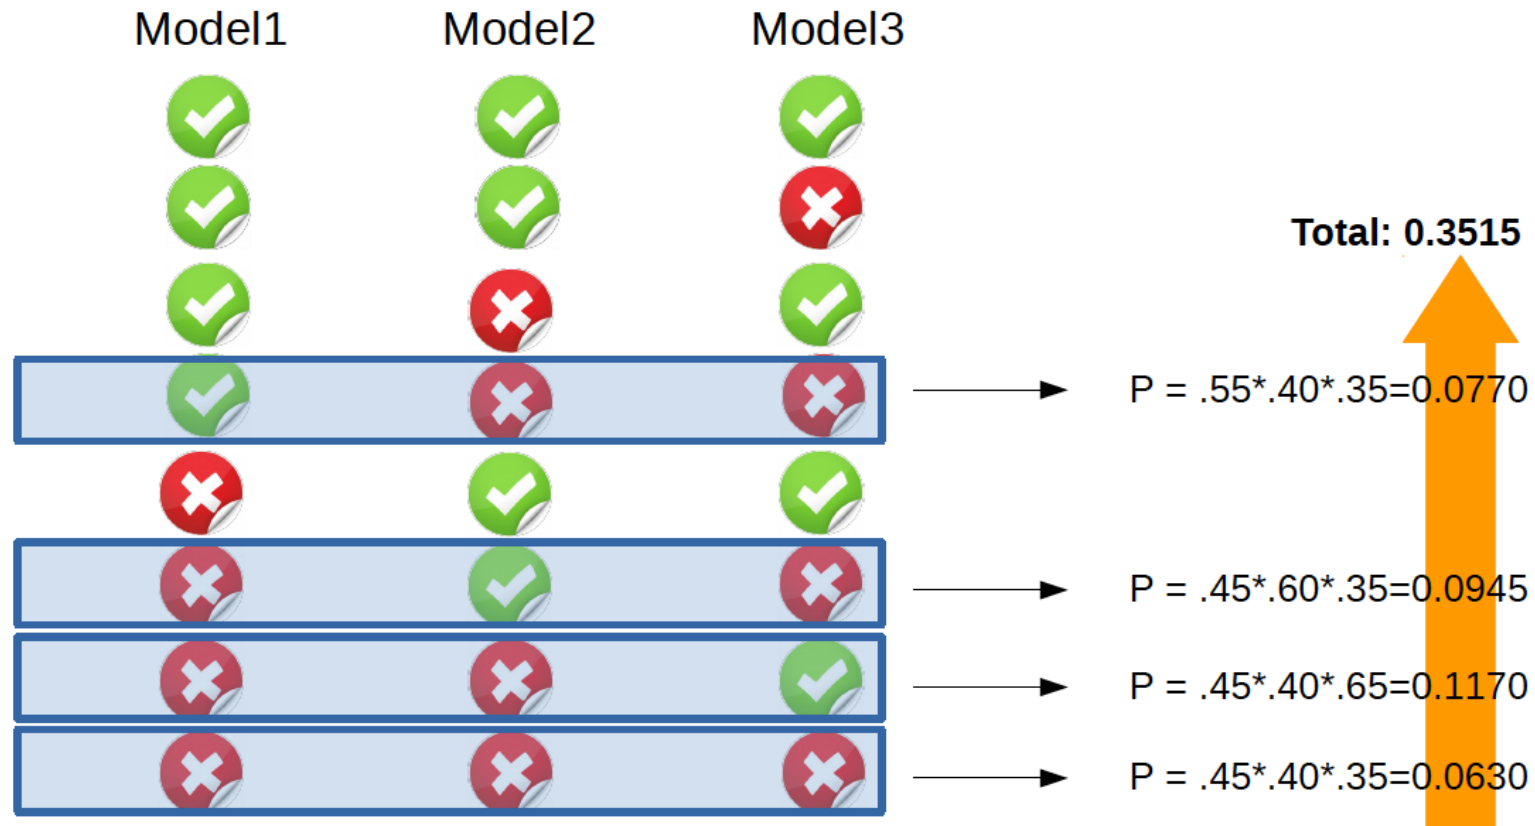 Model1 Model2 Model3
Total: 0.3515
P = .55*.40*.35=0.0770
P = .45*.60*.35=0.0945
P = .45*.40*.65=0.1170
P = .45*.40*.35=0.0630